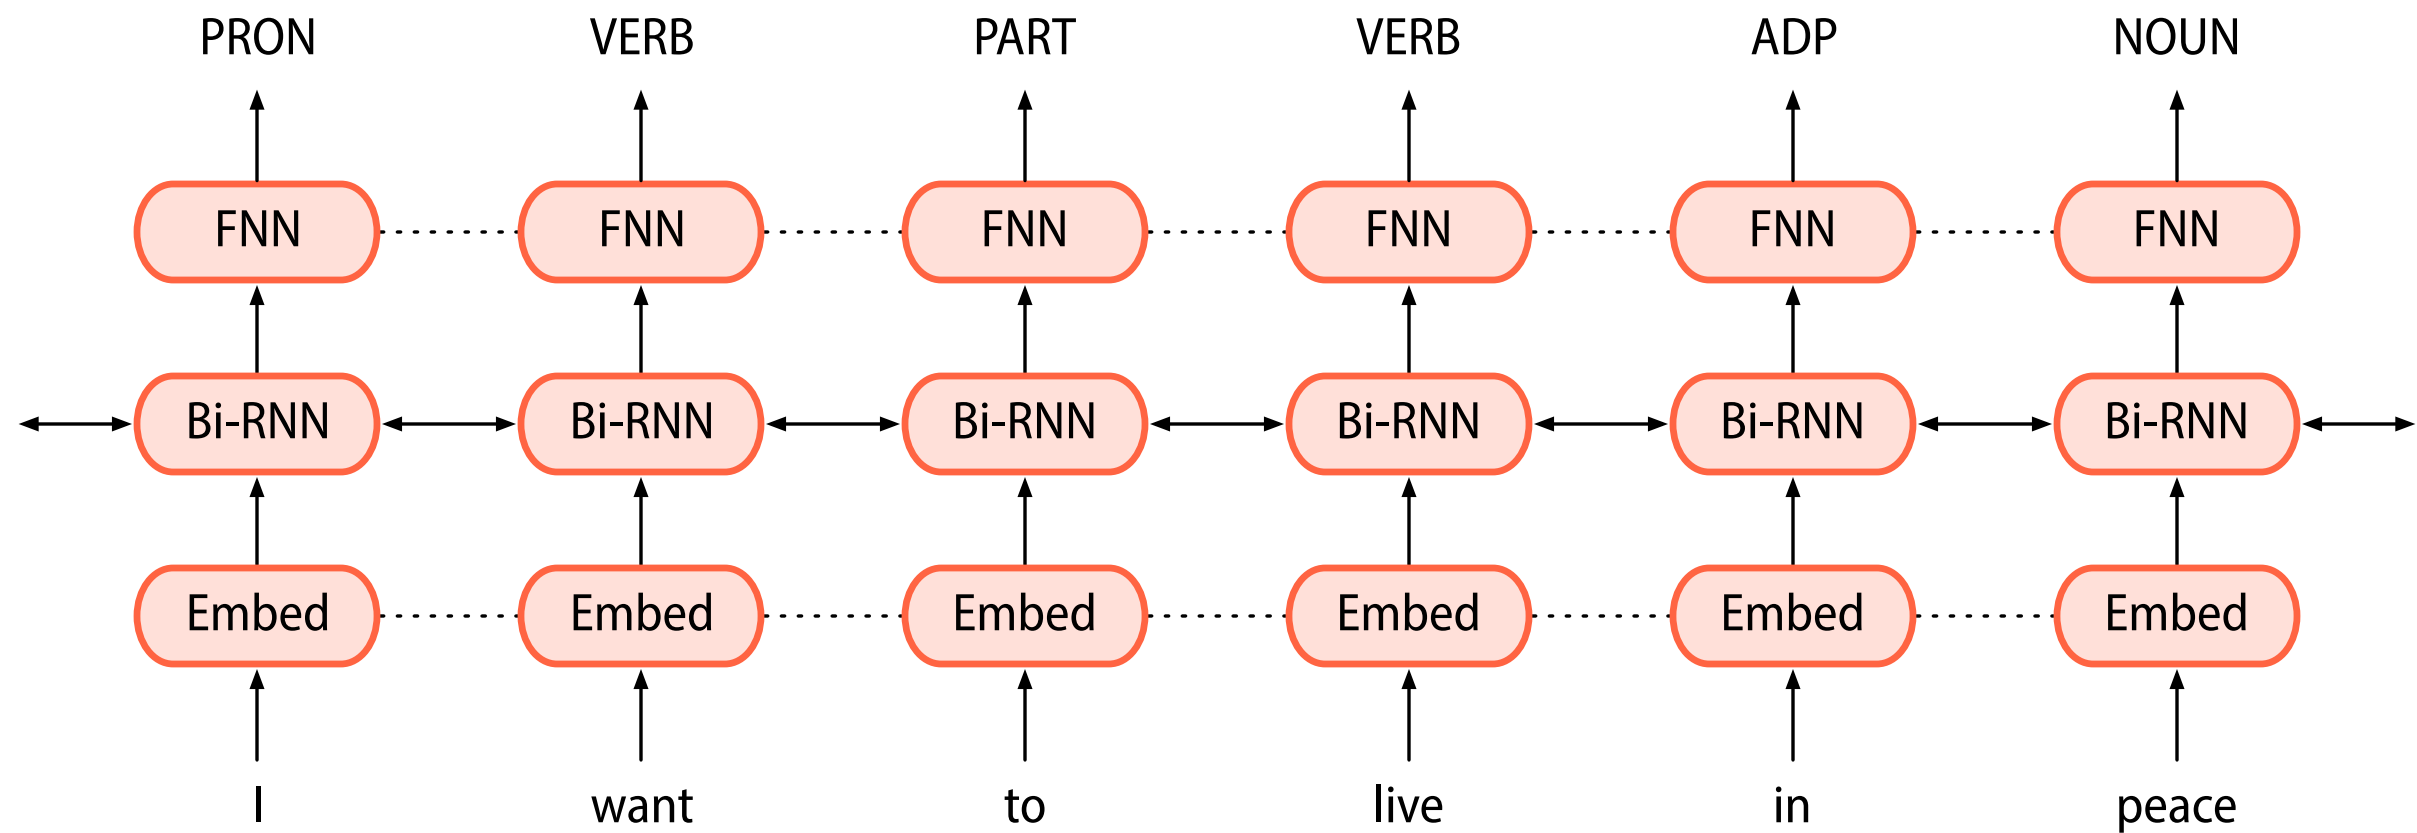 PRON VERB PART VERB ADP NOUN
FNN FNN FNN FNN FNN FNN
Bi-RNN Bi-RNN Bi-RNN Bi-RNN Bi-RNN Bi-RNN
Embed Embed Embed Embed Embed Embed
I want to live in peace